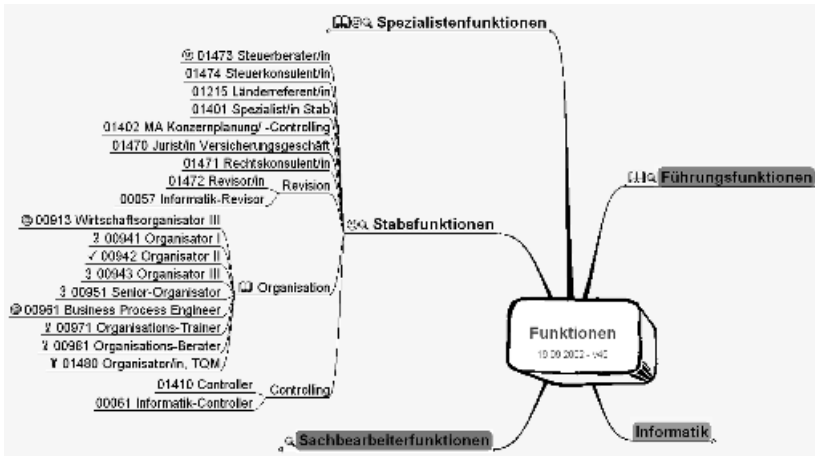 Spezialistenfunktionen
01473 Steuerberater/in
01474 Steuerkonsulent/in
01215 Länderreferent/in
01401 Spezialist/in Stab
01402 MA Konzernplanung/ -Controlling
01470 Jurist/in Versicherungsgeschäft
01471 Rechtskonsulent/in
01472 Revisor/in
Revision
00057 Informatik-Revisor
Führungsfunktionen
Stabsfunktionen
00913 Wirtschaftsorganisator III
00941 Organisator I
00942 Organisator II
00943 Organisator III
00951 Senior-Organisator
Organisation
00961 Business Process Engineer
00971 Organisations-Trainer
00981 Organisations-Berater
01480 Organisator/in, TQM
01410 Controller
Controlling
00061 Informatik-Controller
Funktionen
Sachbearbeiterfunktionen
Informatik